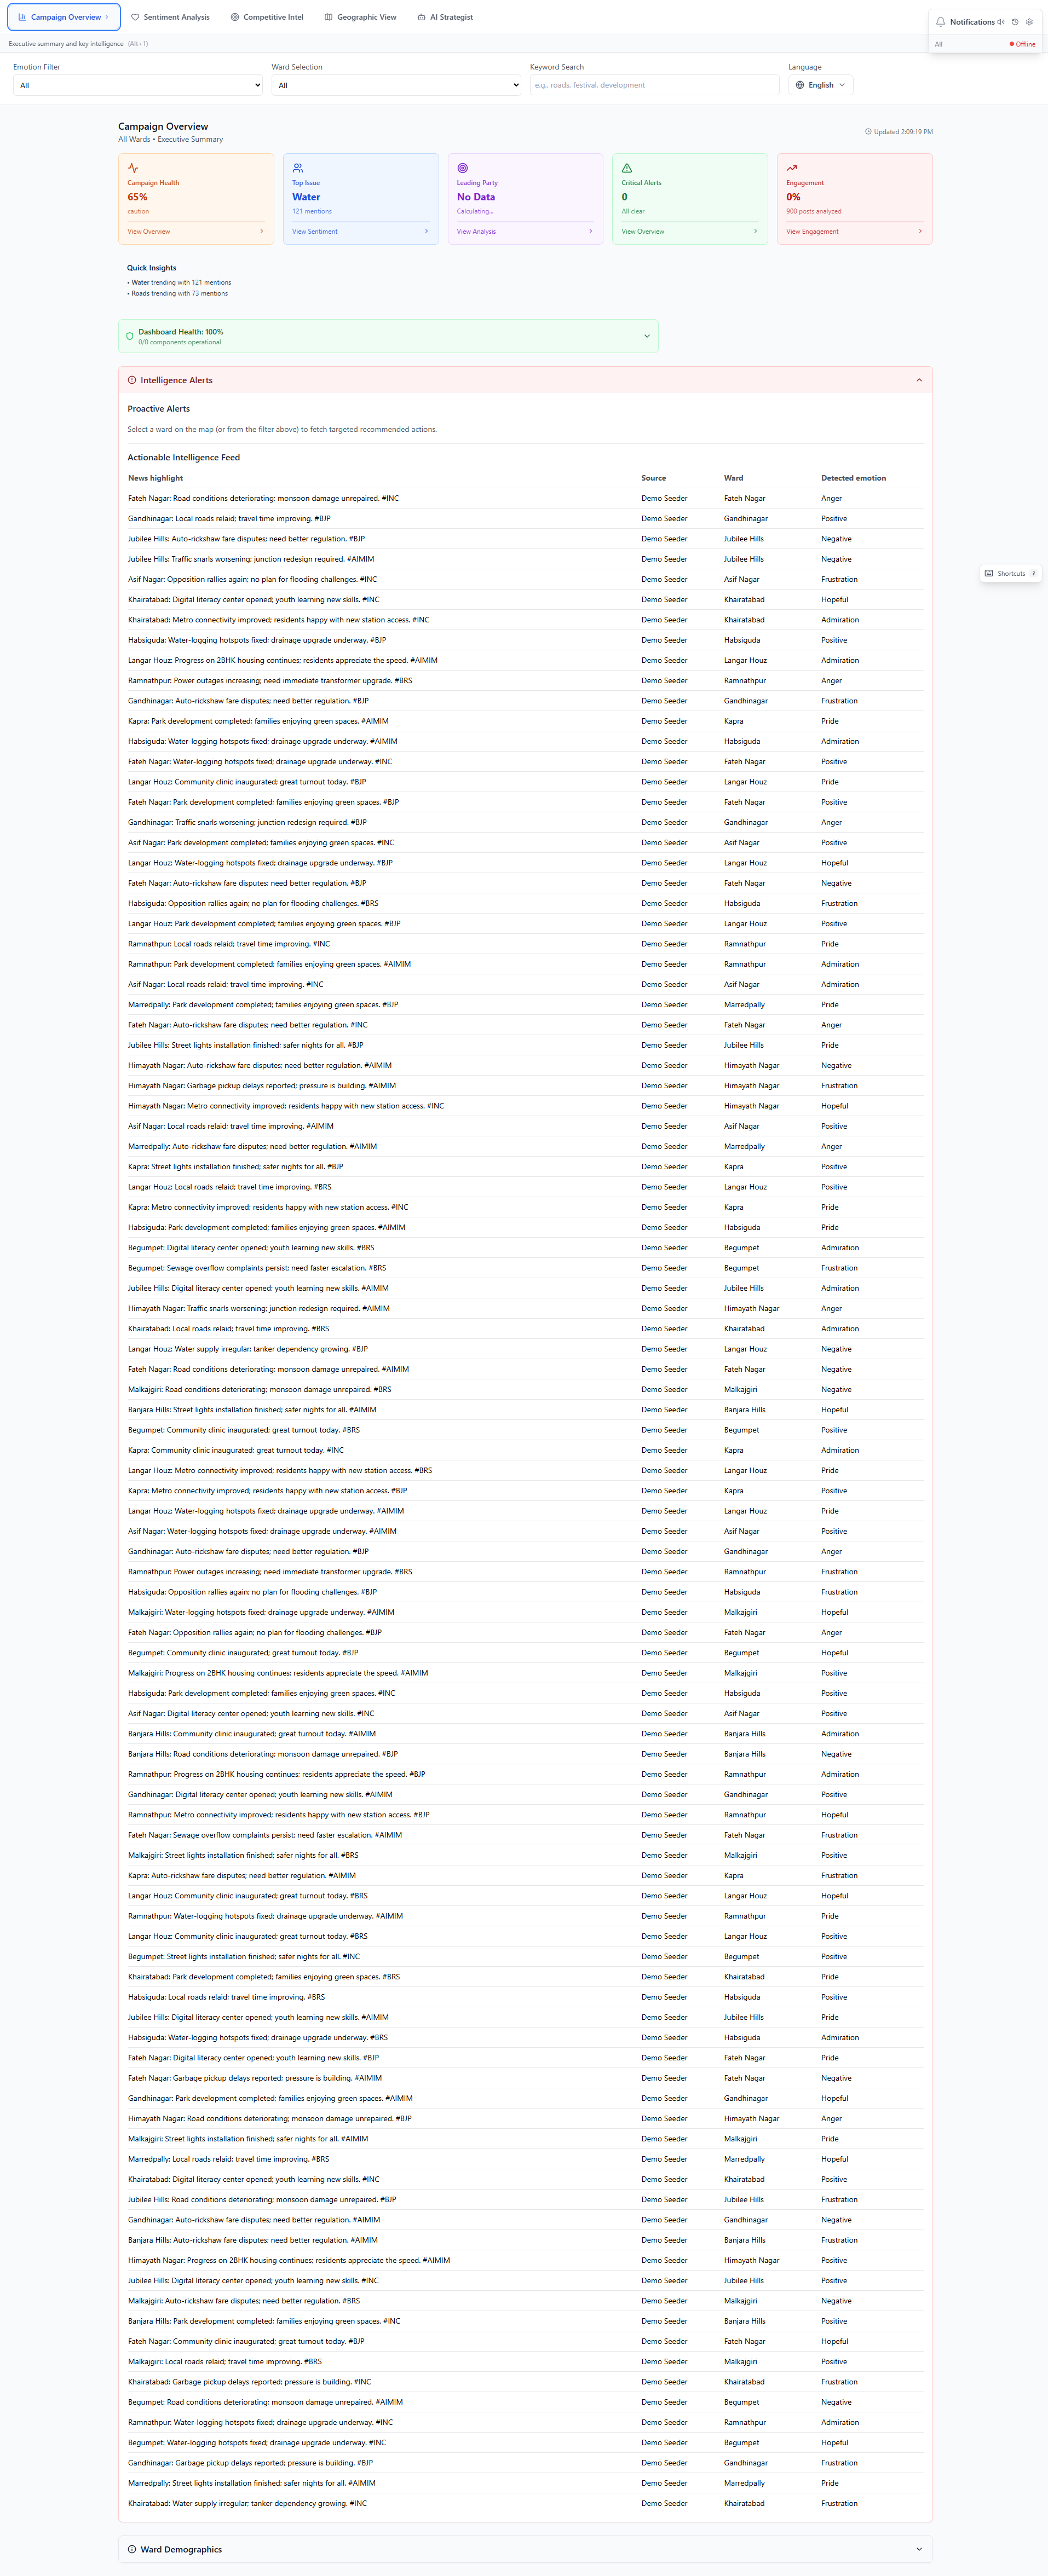 Campaign Overview
Sentiment Analysis
Competitive Intel
Geographic View
AI Strategist
Notifications
Executive summary and key intelligence (Alt+1)
All
Offline
Emotion Filter
Ward Selection
Keyword Search
Language
All
All
e.g., roads, festival, development
English
Campaign Overview
All Wards • Executive Summary
Updated 2:09:19 PM
Campaign Health
65%
caution
View Overview
Top Issue
Water
121 mentions
View Sentiment
Leading Party
No Data
Calculating...
View Analysis
Critical Alerts
0
All clear
View Overview
Engagement
0%
900 posts analyzed
View Engagement
Quick Insights
• Water trending with 121 mentions
• Roads trending with 73 mentions
Dashboard Health: 100%
0/0 components operational
Intelligence Alerts
Proactive Alerts
Select a ward on the map (or from the filter above) to fetch targeted recommended actions.
Actionable Intelligence Feed
News highlight Source Ward Detected emotion
Fateh Nagar: Road conditions deteriorating; monsoon damage unrepaired. #INC Demo Seeder Fateh Nagar Anger
Gandhinagar: Local roads relaid; travel time improving. #BJP Demo Seeder Gandhinagar Positive
Jubilee Hills: Auto-rickshaw fare disputes; need better regulation. #BJP Demo Seeder Jubilee Hills Negative
Jubilee Hills: Traffic snarls worsening; junction redesign required. #AIMIM Demo Seeder Jubilee Hills Negative
Asif Nagar: Opposition rallies again; no plan for flooding challenges. #INC Demo Seeder Asif Nagar Frustration
Khairatabad: Digital literacy center opened; youth learning new skills. #INC Demo Seeder Khairatabad Hopeful
Khairatabad: Metro connectivity improved; residents happy with new station access. #INC Demo Seeder Khairatabad Admiration
Habsiguda: Water-logging hotspots fixed; drainage upgrade underway. #BJP Demo Seeder Habsiguda Positive
Langar Houz: Progress on 2BHK housing continues; residents appreciate the speed. #AIMIM Demo Seeder Langar Houz Admiration
Ramnathpur: Power outages increasing; need immediate transformer upgrade. #BRS Demo Seeder Ramnathpur Anger
Gandhinagar: Auto-rickshaw fare disputes; need better regulation. #BJP Demo Seeder Gandhinagar Frustration
Kapra: Park development completed; families enjoying green spaces. #AIMIM Demo Seeder Kapra Pride
Habsiguda: Water-logging hotspots fixed; drainage upgrade underway. #AIMIM Demo Seeder Habsiguda Admiration
Fateh Nagar: Water-logging hotspots fixed; drainage upgrade underway. #INC Demo Seeder Fateh Nagar Positive
Langar Houz: Community clinic inaugurated; great turnout today. #BJP Demo Seeder Langar Houz Pride
Fateh Nagar: Park development completed; families enjoying green spaces. #BJP Demo Seeder Fateh Nagar Positive
Gandhinagar: Traffic snarls worsening; junction redesign required. #BJP Demo Seeder Gandhinagar Anger
Asif Nagar: Park development completed; families enjoying green spaces. #INC Demo Seeder Asif Nagar Positive
Langar Houz: Water-logging hotspots fixed; drainage upgrade underway. #BJP Demo Seeder Langar Houz Hopeful
Fateh Nagar: Auto-rickshaw fare disputes; need better regulation. #BJP Demo Seeder Fateh Nagar Negative
Habsiguda: Opposition rallies again; no plan for flooding challenges. #BRS Demo Seeder Habsiguda Frustration
Langar Houz: Park development completed; families enjoying green spaces. #BJP Demo Seeder Langar Houz Positive
Ramnathpur: Local roads relaid; travel time improving. #INC Demo Seeder Ramnathpur Pride
Ramnathpur: Park development completed; families enjoying green spaces. #AIMIM Demo Seeder Ramnathpur Admiration
Asif Nagar: Local roads relaid; travel time improving. #INC Demo Seeder Asif Nagar Admiration
Marredpally: Park development completed; families enjoying green spaces. #BJP Demo Seeder Marredpally Pride
Fateh Nagar: Auto-rickshaw fare disputes; need better regulation. #INC Demo Seeder Fateh Nagar Anger
Jubilee Hills: Street lights installation finished; safer nights for all. #BJP Demo Seeder Jubilee Hills Pride
Himayath Nagar: Auto-rickshaw fare disputes; need better regulation. #AIMIM Demo Seeder Himayath Nagar Negative
Himayath Nagar: Garbage pickup delays reported; pressure is building. #AIMIM Demo Seeder Himayath Nagar Frustration
Himayath Nagar: Metro connectivity improved; residents happy with new station access. #INC Demo Seeder Himayath Nagar Hopeful
Asif Nagar: Local roads relaid; travel time improving. #AIMIM Demo Seeder Asif Nagar Positive
Marredpally: Auto-rickshaw fare disputes; need better regulation. #AIMIM Demo Seeder Marredpally Anger
Kapra: Street lights installation finished; safer nights for all. #BJP Demo Seeder Kapra Positive
Langar Houz: Local roads relaid; travel time improving. #BRS Demo Seeder Langar Houz Positive
Kapra: Metro connectivity improved; residents happy with new station access. #INC Demo Seeder Kapra Pride
Habsiguda: Park development completed; families enjoying green spaces. #AIMIM Demo Seeder Habsiguda Pride
Begumpet: Digital literacy center opened; youth learning new skills. #BRS Demo Seeder Begumpet Admiration
Begumpet: Sewage overflow complaints persist; need faster escalation. #BRS Demo Seeder Begumpet Frustration
Jubilee Hills: Digital literacy center opened; youth learning new skills. #AIMIM Demo Seeder Jubilee Hills Admiration
Himayath Nagar: Traffic snarls worsening; junction redesign required. #AIMIM Demo Seeder Himayath Nagar Anger
Khairatabad: Local roads relaid; travel time improving. #BRS Demo Seeder Khairatabad Admiration
Langar Houz: Water supply irregular; tanker dependency growing. #BJP Demo Seeder Langar Houz Negative
Fateh Nagar: Road conditions deteriorating; monsoon damage unrepaired. #AIMIM Demo Seeder Fateh Nagar Negative
Malkajgiri: Road conditions deteriorating; monsoon damage unrepaired. #BRS Demo Seeder Malkajgiri Negative
Banjara Hills: Street lights installation finished; safer nights for all. #AIMIM Demo Seeder Banjara Hills Hopeful
Begumpet: Community clinic inaugurated; great turnout today. #BRS Demo Seeder Begumpet Positive
Kapra: Community clinic inaugurated; great turnout today. #INC Demo Seeder Kapra Admiration
Langar Houz: Metro connectivity improved; residents happy with new station access. #BRS Demo Seeder Langar Houz Pride
Kapra: Metro connectivity improved; residents happy with new station access. #BJP Demo Seeder Kapra Positive
Langar Houz: Water-logging hotspots fixed; drainage upgrade underway. #AIMIM Demo Seeder Langar Houz Pride
Asif Nagar: Water-logging hotspots fixed; drainage upgrade underway. #AIMIM Demo Seeder Asif Nagar Positive
Gandhinagar: Auto-rickshaw fare disputes; need better regulation. #BJP Demo Seeder Gandhinagar Anger
Ramnathpur: Power outages increasing; need immediate transformer upgrade. #BRS Demo Seeder Ramnathpur Frustration
Habsiguda: Opposition rallies again; no plan for flooding challenges. #BJP Demo Seeder Habsiguda Frustration
Malkajgiri: Water-logging hotspots fixed; drainage upgrade underway. #AIMIM Demo Seeder Malkajgiri Hopeful
Fateh Nagar: Opposition rallies again; no plan for flooding challenges. #BJP Demo Seeder Fateh Nagar Anger
Begumpet: Community clinic inaugurated; great turnout today. #BJP Demo Seeder Begumpet Hopeful
Malkajgiri: Progress on 2BHK housing continues; residents appreciate the speed. #AIMIM Demo Seeder Malkajgiri Positive
Habsiguda: Park development completed; families enjoying green spaces. #INC Demo Seeder Habsiguda Positive
Asif Nagar: Digital literacy center opened; youth learning new skills. #INC Demo Seeder Asif Nagar Positive
Banjara Hills: Community clinic inaugurated; great turnout today. #AIMIM Demo Seeder Banjara Hills Admiration
Banjara Hills: Road conditions deteriorating; monsoon damage unrepaired. #BJP Demo Seeder Banjara Hills Negative
Ramnathpur: Progress on 2BHK housing continues; residents appreciate the speed. #BJP Demo Seeder Ramnathpur Admiration
Gandhinagar: Digital literacy center opened; youth learning new skills. #AIMIM Demo Seeder Gandhinagar Positive
Ramnathpur: Metro connectivity improved; residents happy with new station access. #BJP Demo Seeder Ramnathpur Hopeful
Fateh Nagar: Sewage overflow complaints persist; need faster escalation. #AIMIM Demo Seeder Fateh Nagar Frustration
Malkajgiri: Street lights installation finished; safer nights for all. #BRS Demo Seeder Malkajgiri Positive
Kapra: Auto-rickshaw fare disputes; need better regulation. #AIMIM Demo Seeder Kapra Frustration
Langar Houz: Community clinic inaugurated; great turnout today. #BRS Demo Seeder Langar Houz Hopeful
Ramnathpur: Water-logging hotspots fixed; drainage upgrade underway. #AIMIM Demo Seeder Ramnathpur Pride
Langar Houz: Community clinic inaugurated; great turnout today. #BRS Demo Seeder Langar Houz Positive
Begumpet: Street lights installation finished; safer nights for all. #INC Demo Seeder Begumpet Positive
Khairatabad: Park development completed; families enjoying green spaces. #BRS Demo Seeder Khairatabad Pride
Habsiguda: Local roads relaid; travel time improving. #BRS Demo Seeder Habsiguda Positive
Jubilee Hills: Digital literacy center opened; youth learning new skills. #AIMIM Demo Seeder Jubilee Hills Pride
Habsiguda: Water-logging hotspots fixed; drainage upgrade underway. #BRS Demo Seeder Habsiguda Admiration
Fateh Nagar: Digital literacy center opened; youth learning new skills. #BJP Demo Seeder Fateh Nagar Pride
Fateh Nagar: Garbage pickup delays reported; pressure is building. #AIMIM Demo Seeder Fateh Nagar Negative
Gandhinagar: Park development completed; families enjoying green spaces. #AIMIM Demo Seeder Gandhinagar Hopeful
Himayath Nagar: Road conditions deteriorating; monsoon damage unrepaired. #BJP Demo Seeder Himayath Nagar Anger
Malkajgiri: Street lights installation finished; safer nights for all. #AIMIM Demo Seeder Malkajgiri Pride
Marredpally: Local roads relaid; travel time improving. #BRS Demo Seeder Marredpally Hopeful
Khairatabad: Digital literacy center opened; youth learning new skills. #INC Demo Seeder Khairatabad Positive
Jubilee Hills: Road conditions deteriorating; monsoon damage unrepaired. #BJP Demo Seeder Jubilee Hills Frustration
Gandhinagar: Auto-rickshaw fare disputes; need better regulation. #AIMIM Demo Seeder Gandhinagar Negative
Banjara Hills: Auto-rickshaw fare disputes; need better regulation. #AIMIM Demo Seeder Banjara Hills Frustration
Himayath Nagar: Progress on 2BHK housing continues; residents appreciate the speed. #AIMIM Demo Seeder Himayath Nagar Positive
Jubilee Hills: Digital literacy center opened; youth learning new skills. #INC Demo Seeder Jubilee Hills Positive
Malkajgiri: Auto-rickshaw fare disputes; need better regulation. #BRS Demo Seeder Malkajgiri Negative
Banjara Hills: Park development completed; families enjoying green spaces. #INC Demo Seeder Banjara Hills Positive
Fateh Nagar: Community clinic inaugurated; great turnout today. #BJP Demo Seeder Fateh Nagar Hopeful
Malkajgiri: Local roads relaid; travel time improving. #BRS Demo Seeder Malkajgiri Positive
Khairatabad: Garbage pickup delays reported; pressure is building. #INC Demo Seeder Khairatabad Frustration
Begumpet: Road conditions deteriorating; monsoon damage unrepaired. #AIMIM Demo Seeder Begumpet Negative
Ramnathpur: Water-logging hotspots fixed; drainage upgrade underway. #INC Demo Seeder Ramnathpur Admiration
Begumpet: Water-logging hotspots fixed; drainage upgrade underway. #INC Demo Seeder Begumpet Hopeful
Gandhinagar: Garbage pickup delays reported; pressure is building. #BJP Demo Seeder Gandhinagar Frustration
Marredpally: Street lights installation finished; safer nights for all. #AIMIM Demo Seeder Marredpally Pride
Khairatabad: Water supply irregular; tanker dependency growing. #INC Demo Seeder Khairatabad Frustration
Shortcuts ?
Ward Demographics